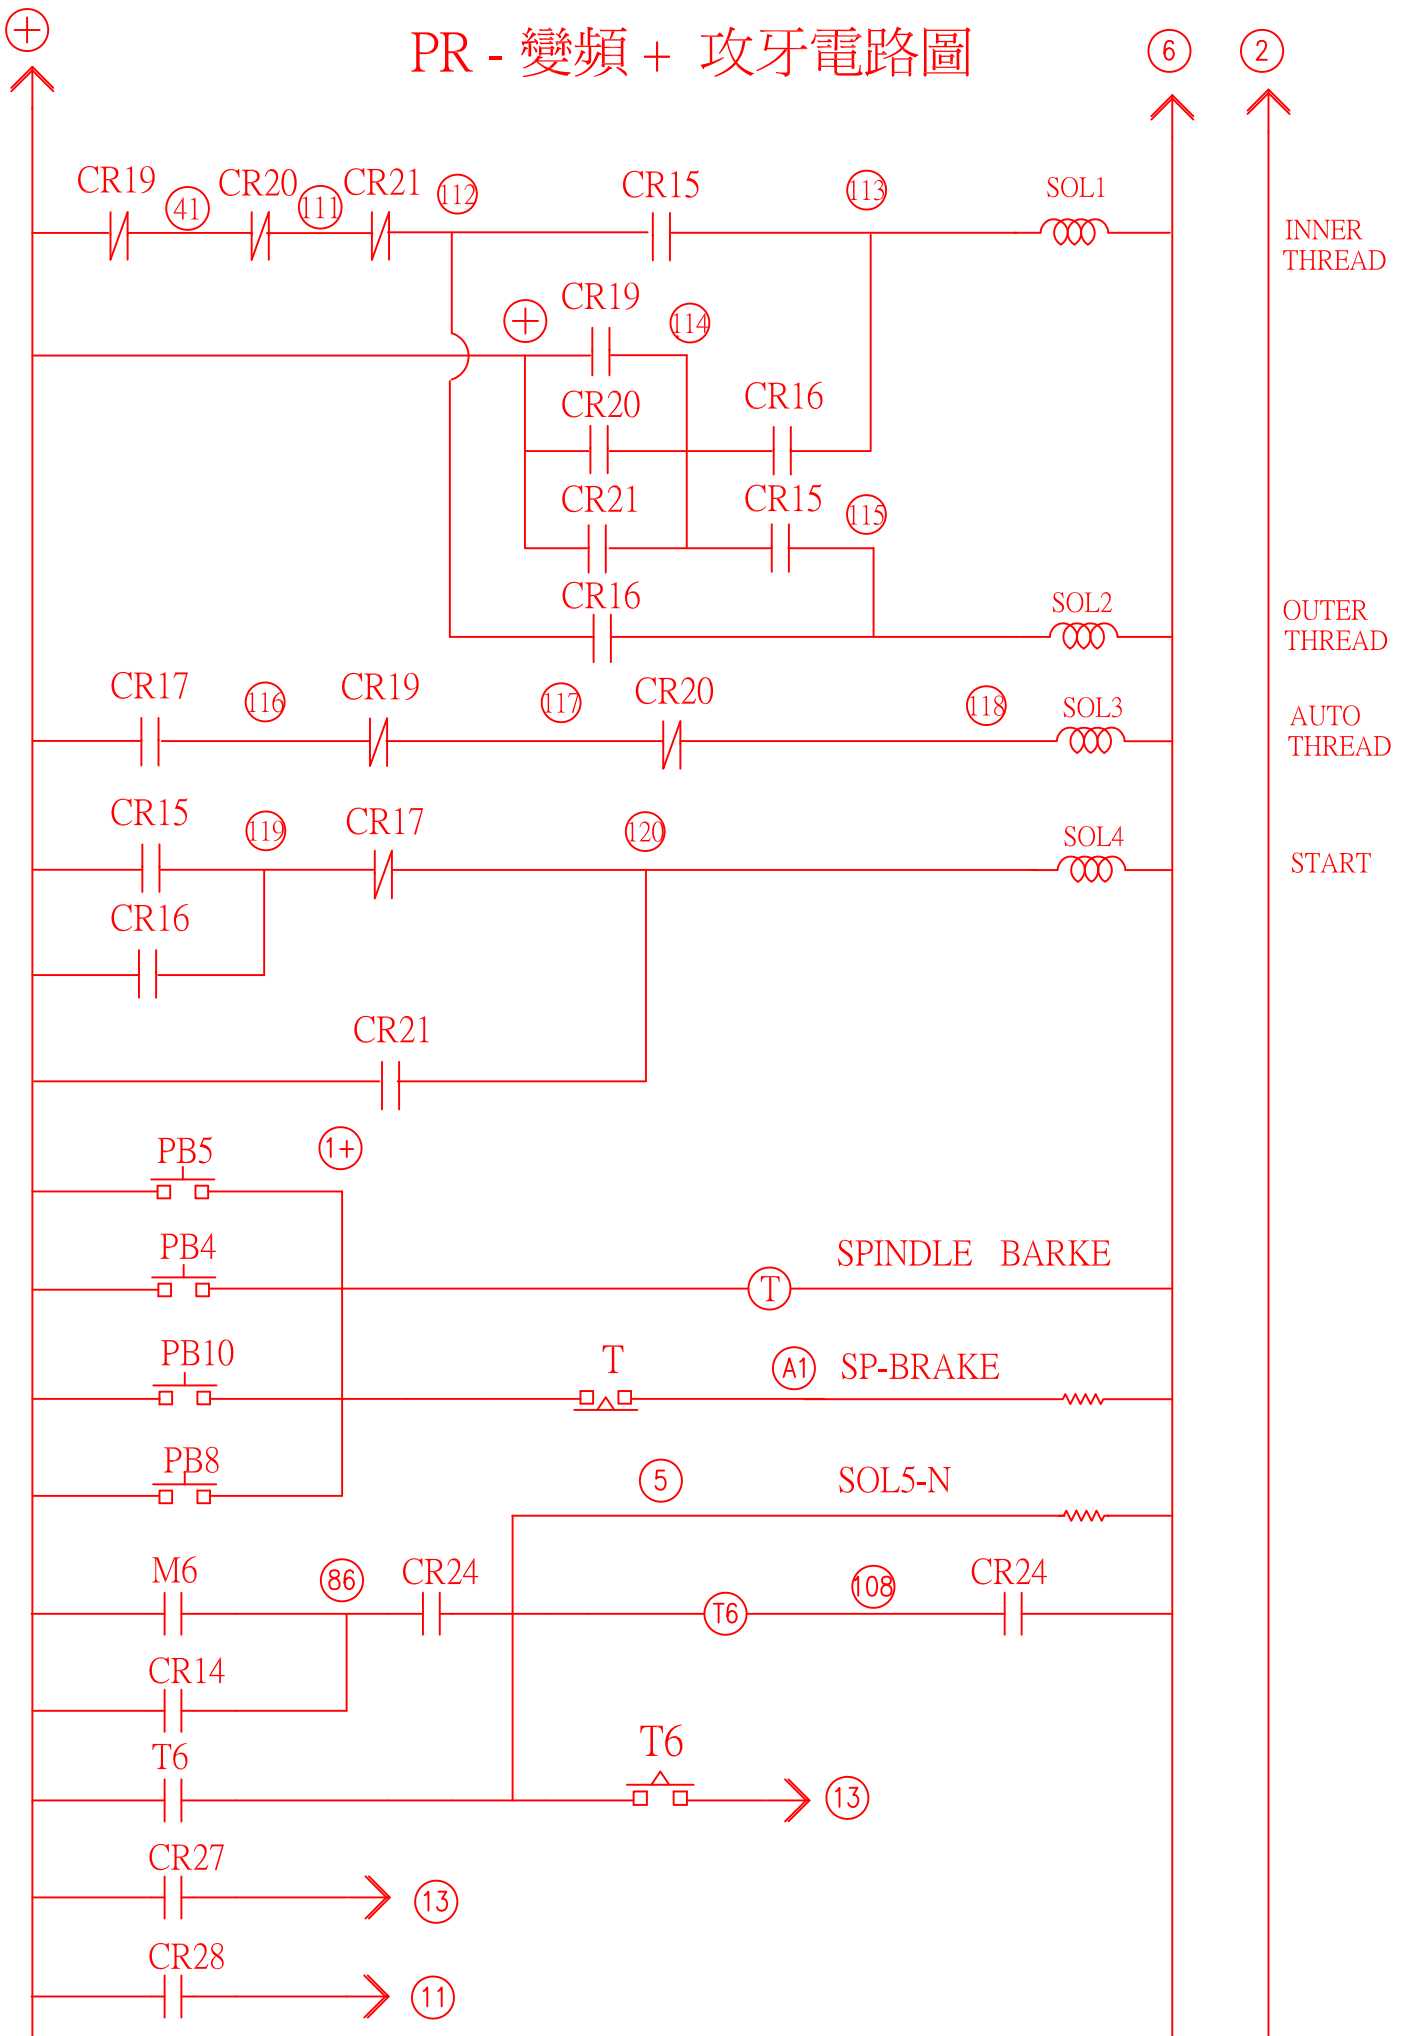 +
PR - 變頻 + 攻牙電路圖
6
2
CR19
41
CR20
111
CR21
112
CR15
113
SOL1
INNER
THREAD
+
CR19
114
CR20
CR16
CR21
CR15
115
CR16
SOL2
OUTER
THREAD
CR17
116
CR19
117
CR20
118
SOL3
AUTO
THREAD
CR15
119
CR17
120
SOL4
START
CR16
CR21
PB5
1+
PB4
T
SPINDLE BARKE
PB10
T
A1
SP-BRAKE
PB8
5
SOL5-N
M6
86
CR24
T6
108
CR24
CR14
T6
T6
13
CR27
13
CR28
11